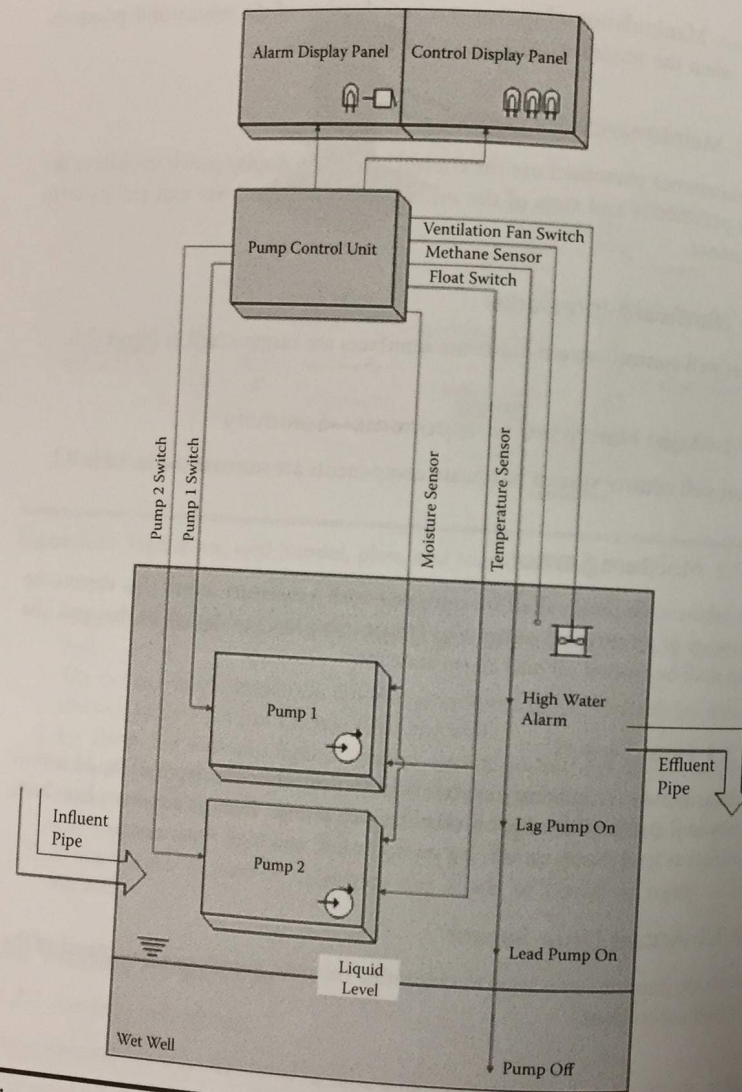 Alarm Display Panel
Control Display Panel
Pump Control Unit
Ventilation Fan Switch
Methane Sensor
Float Switch
Pump 2 Switch
Pump 1 Switch
Moisture Sensor
Temperature Sensor
Pump 1
High Water
Alarm
Effluent
Pipe
Influent
Pipe
Lag Pump On
Pump 2
Lead Pump On
Liquid
Level
Wet Well
Pump Off